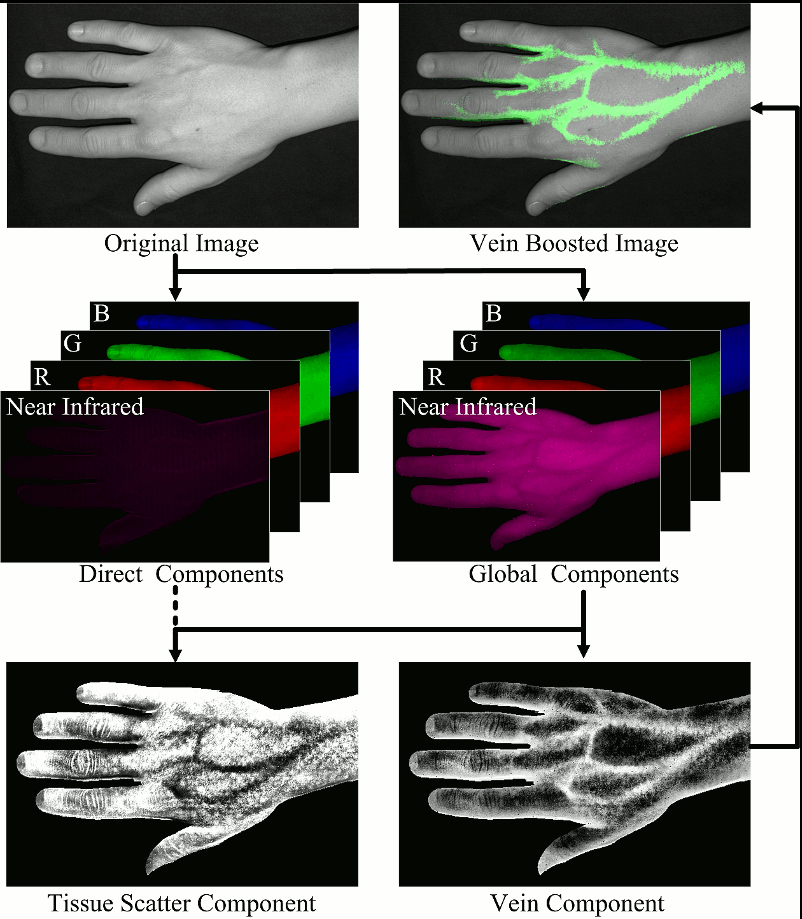 Original Image
Vein Boosted Image
B
G
R
Near Infrared
B
G
R
Near Infrared
Direct Components
Global Components
Tissue Scatter Component
Vein Component